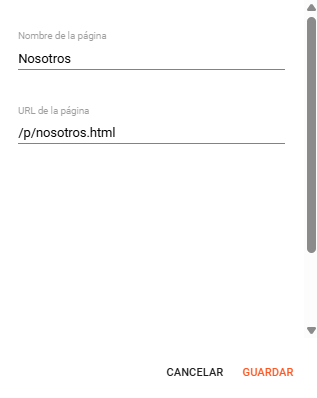 Nombre de la página
Nosotros
URL de la página
/p/nosotros.html
CANCELAR GUARDAR